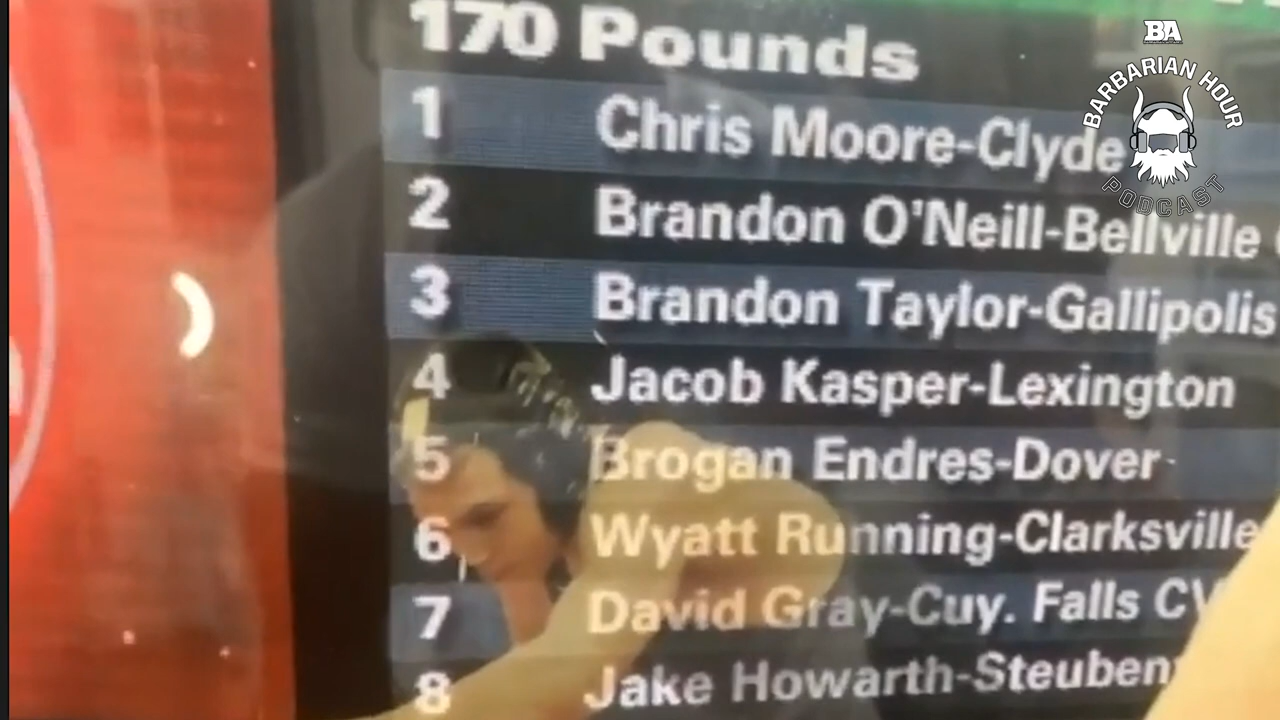 170 Pounds
1 Chris Moore-Clyde
2 Brandon O'Neill-Bellville
3 Brandon Taylor-Gallipolis
4 Jacob Kasper-Lexington
5 Brogan Endres-Dover
6 Wyatt Running-Clarksville
7 David Gray-Cuy. Falls CV
8 Jake Howarth-Steuben
BA
BARBARIAN HOUR
PODCAST